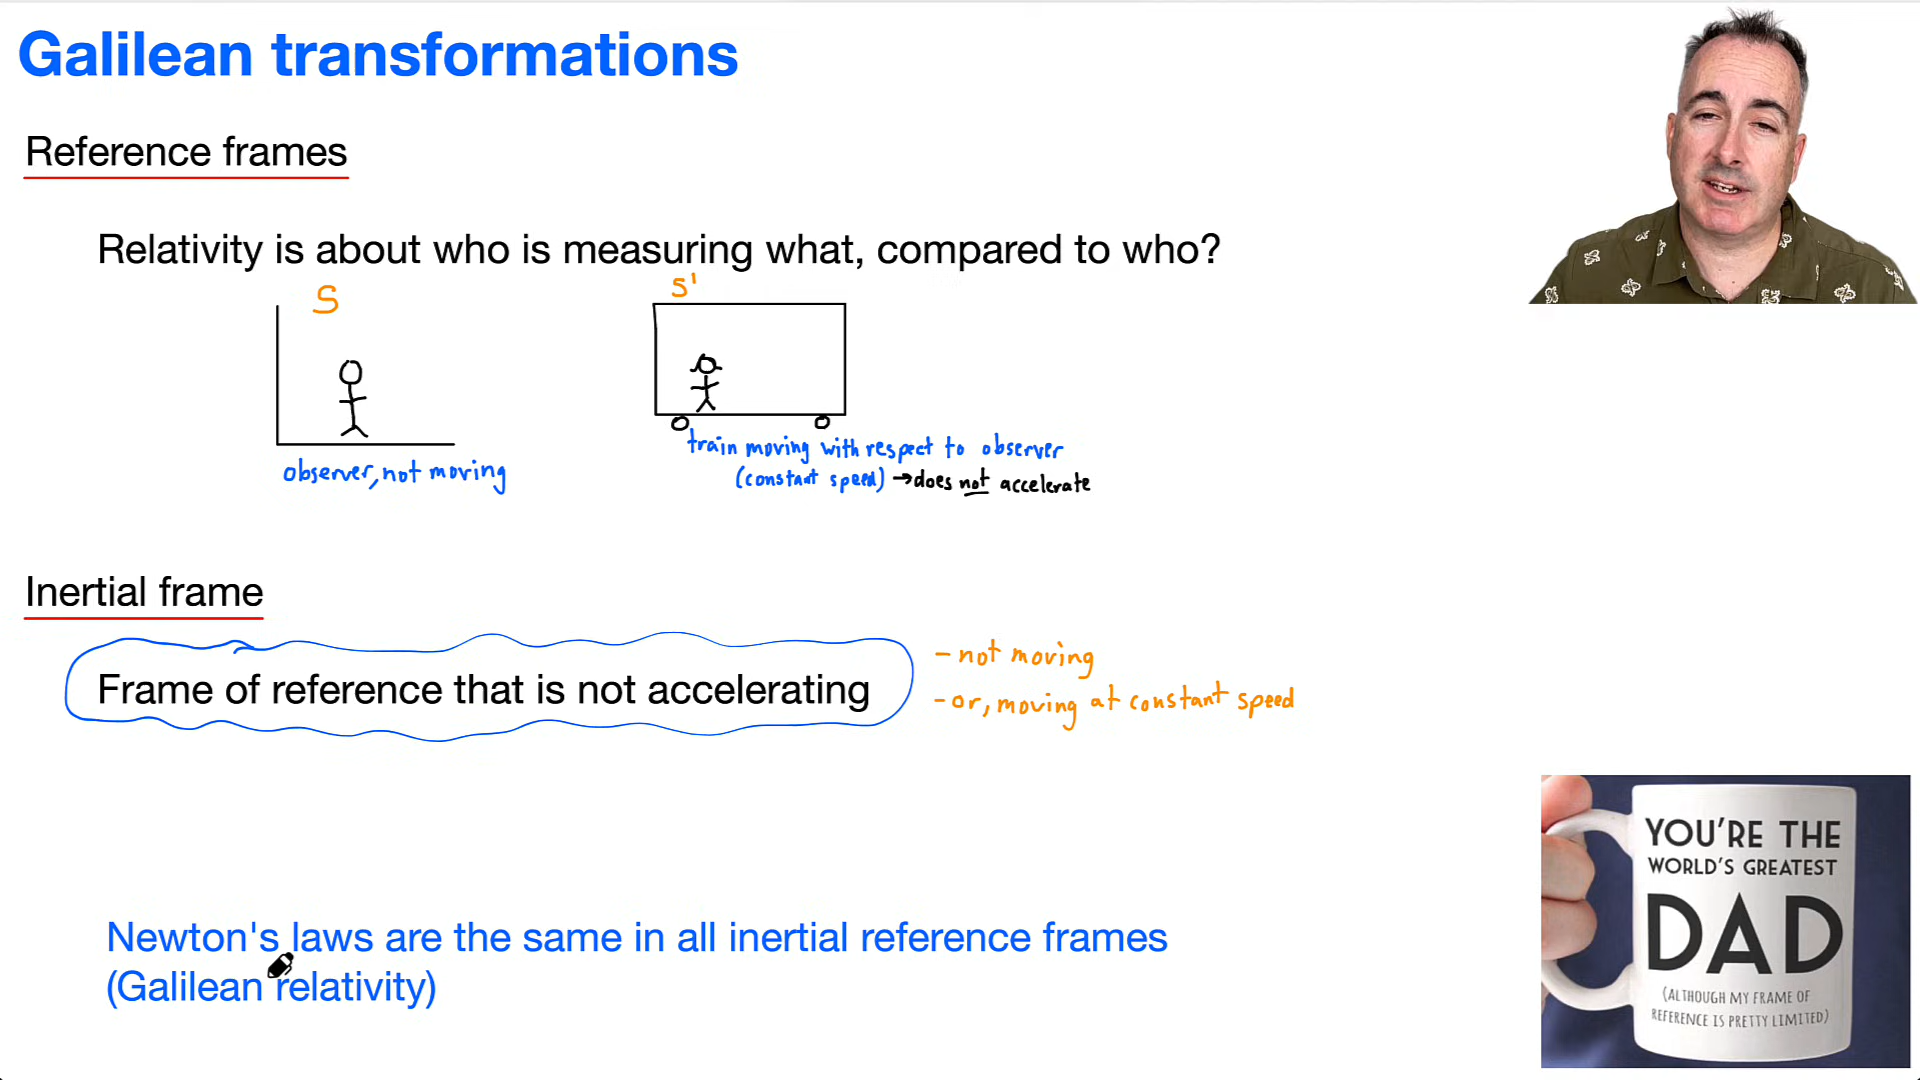 Galilean transformations
Reference frames
Relativity is about who is measuring what, compared to who?
S
S'
observer, not moving
train moving with respect to observer
(constant speed) → does not accelerate
Inertial frame
Frame of reference that is not accelerating
- not moving
- or, moving at constant speed
Newton's laws are the same in all inertial reference frames
(Galilean relativity)
YOU'RE THE
WORLD'S GREATEST
DAD
(ALTHOUGH MY FRAME OF
REFERENCE IS PRETTY LIMITED)